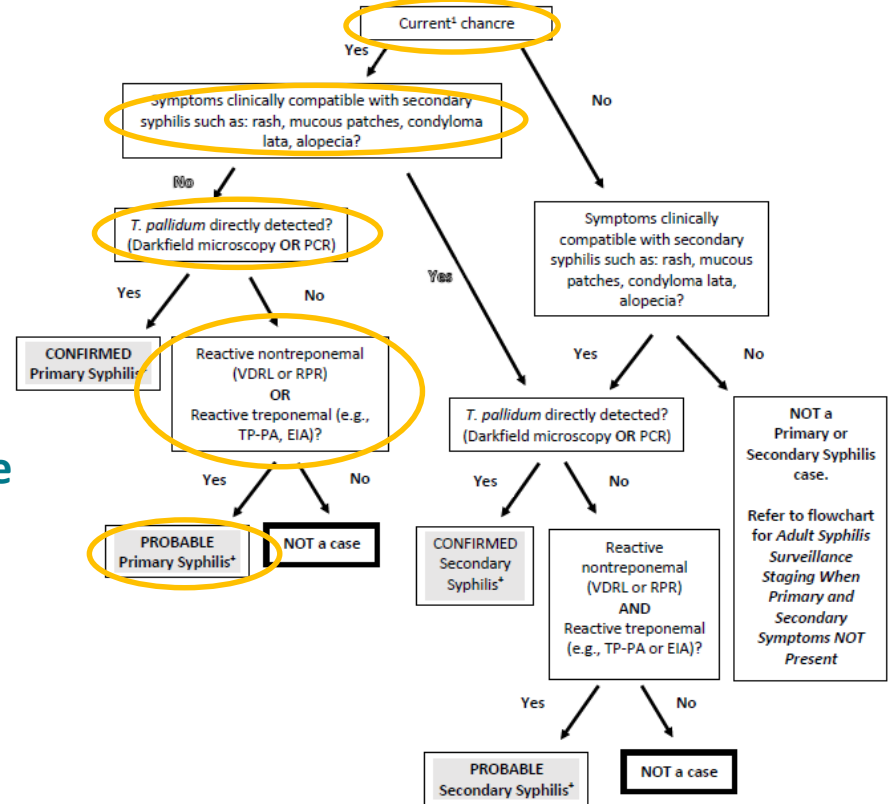 Current¹ chancre
Yes
No
Symptoms clinically compatible with secondary
syphilis such as: rash, mucous patches, condyloma
lata, alopecia?
No
Yes
T. pallidum directly detected?
(Darkfield microscopy OR PCR)
Yes
No
CONFIRMED
Primary Syphilis⁺
Reactive nontreponemal
(VDRL or RPR)
OR
Reactive treponemal (e.g.,
TP-PA, EIA)?
Yes
No
PROBABLE
Primary Syphilis⁺
NOT a case
e
Symptoms clinically
compatible with secondary
syphilis such as: rash, mucous
patches, condyloma lata,
alopecia?
Yes
No
T. pallidum directly detected?
(Darkfield microscopy OR PCR)
Yes
No
CONFIRMED
Secondary
Syphilis⁺
Reactive
nontreponemal
(VDRL or RPR)
AND
Reactive treponemal
(e.g., TP-PA or EIA)?
Yes
No
PROBABLE
Secondary Syphilis⁺
NOT a case
NOT a
Primary or
Secondary Syphilis
case.
Refer to flowchart
for Adult Syphilis
Surveillance
Staging When
Primary and
Secondary
Symptoms NOT
Present